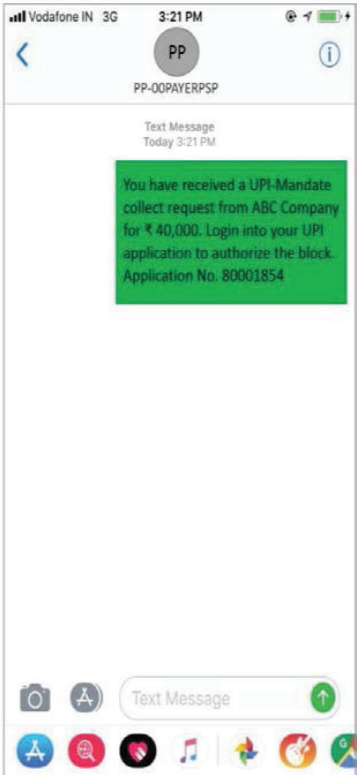 Vodafone IN 3G 3:21 PM
PP
PP-00PAYERPSP
Text Message
Today 3:21 PM
You have received a UPI-Mandate
collect request from ABC Company
for ₹ 40,000. Login into your UPI
application to authorize the block.
Application No. 80001854
Text Message